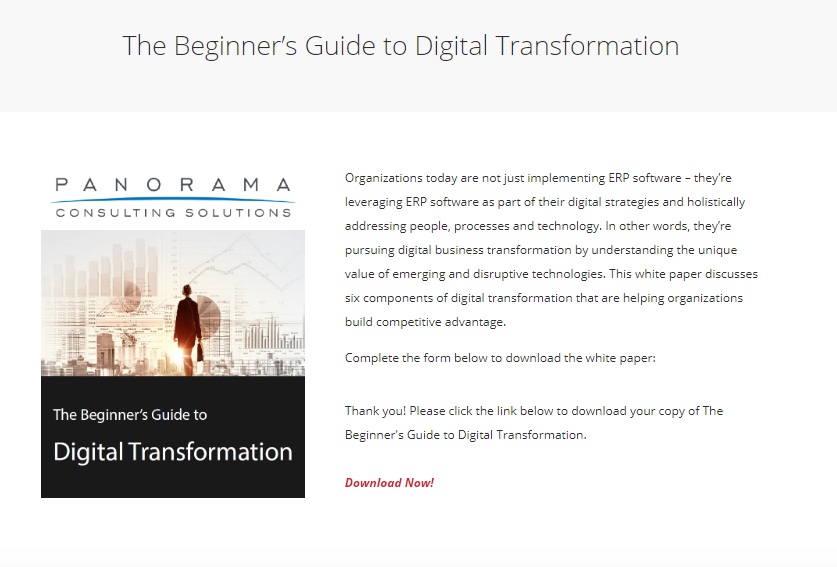 The Beginner’s Guide to Digital Transformation
PANORAMA
CONSULTING SOLUTIONS
The Beginner’s Guide to
Digital Transformation
Organizations today are not just implementing ERP software – they’re
leveraging ERP software as part of their digital strategies and holistically
addressing people, processes and technology. In other words, they’re
pursuing digital business transformation by understanding the unique
value of emerging and disruptive technologies. This white paper discusses
six components of digital transformation that are helping organizations
build competitive advantage.
Complete the form below to download the white paper:
Thank you! Please click the link below to download your copy of The
Beginner's Guide to Digital Transformation.
Download Now!